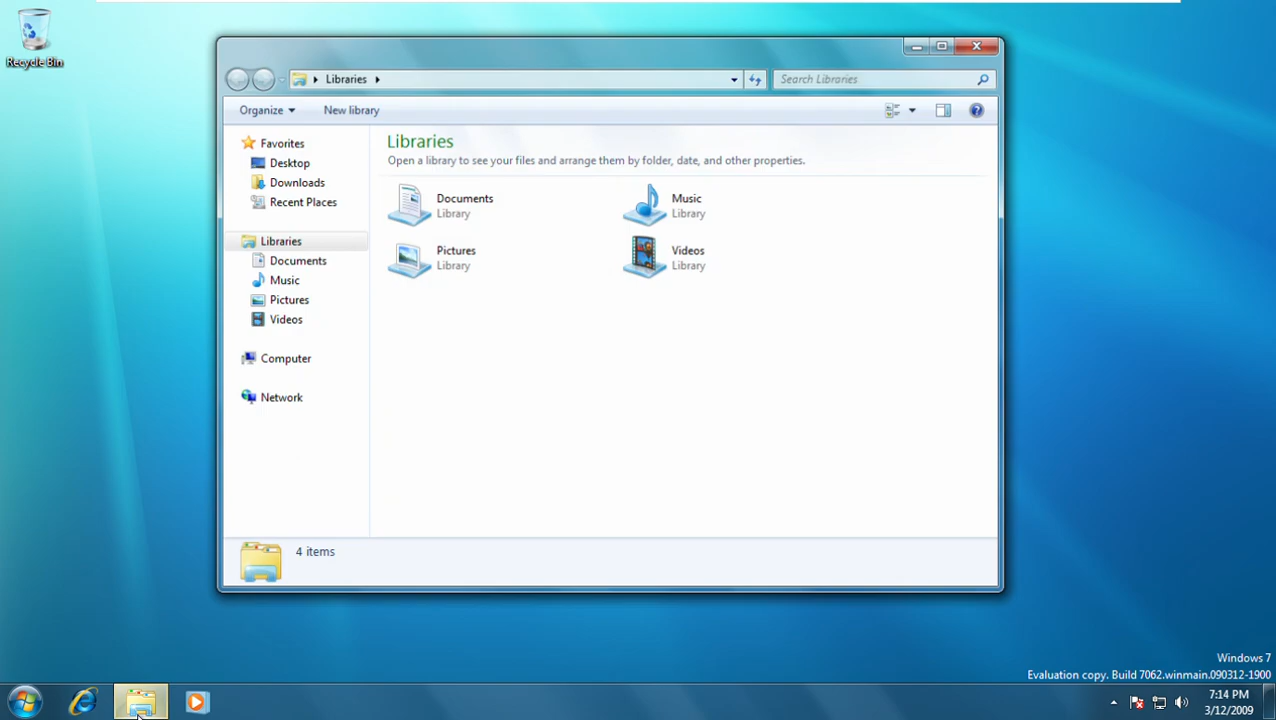 Recycle Bin
Libraries
Search Libraries
Organize
New library
Favorites
Desktop
Downloads
Recent Places
Libraries
Documents
Music
Pictures
Videos
Computer
Network
Libraries
Open a library to see your files and arrange them by folder, date, and other properties.
Documents
Library
Music
Library
Pictures
Library
Videos
Library
4 items
Windows 7
Evaluation copy. Build 7062.winmain.090312-1900
7:14 PM
3/12/2009